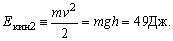 Eкин2 ≡ mv²/2 = mgh = 49Дж.